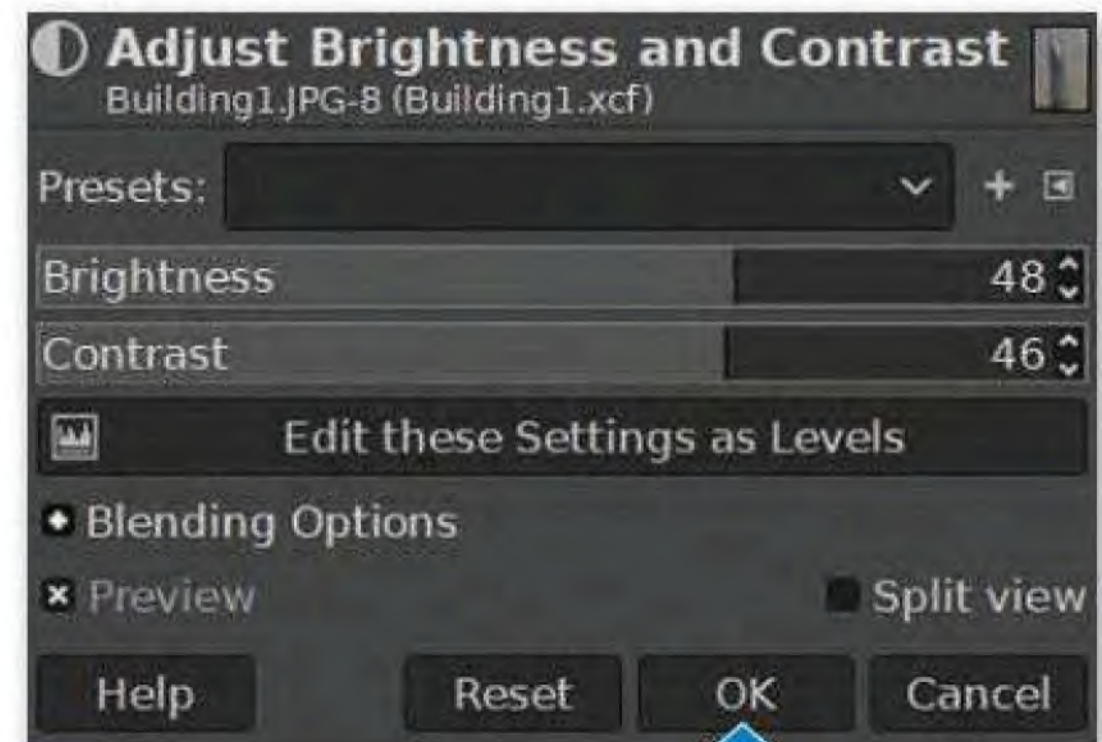 Adjust Brightness and Contrast
Building1.JPG-8 (Building1.xcf)
Presets:
Brightness 48
Contrast 46
Edit these Settings as Levels
Blending Options
Preview Split view
Help Reset OK Cancel